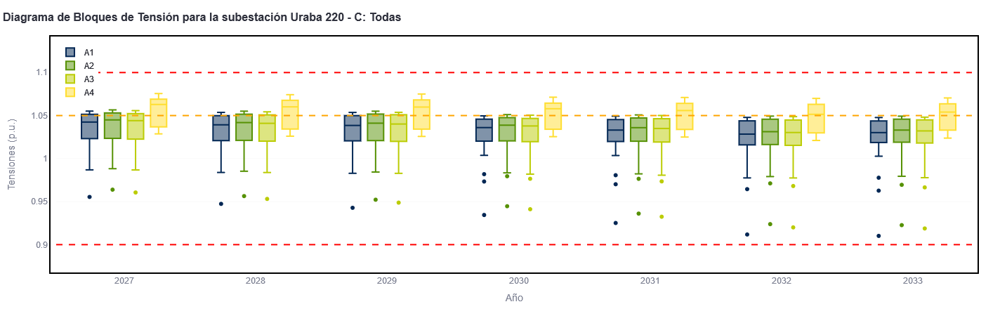 Diagrama de Bloques de Tensión para la subestación Uraba 220 - C: Todas
A1
A2
A3
A4
Tensiones (p.u.)
1.1
1.05
1
0.95
0.9
2027 2028 2029 2030 2031 2032 2033
Año